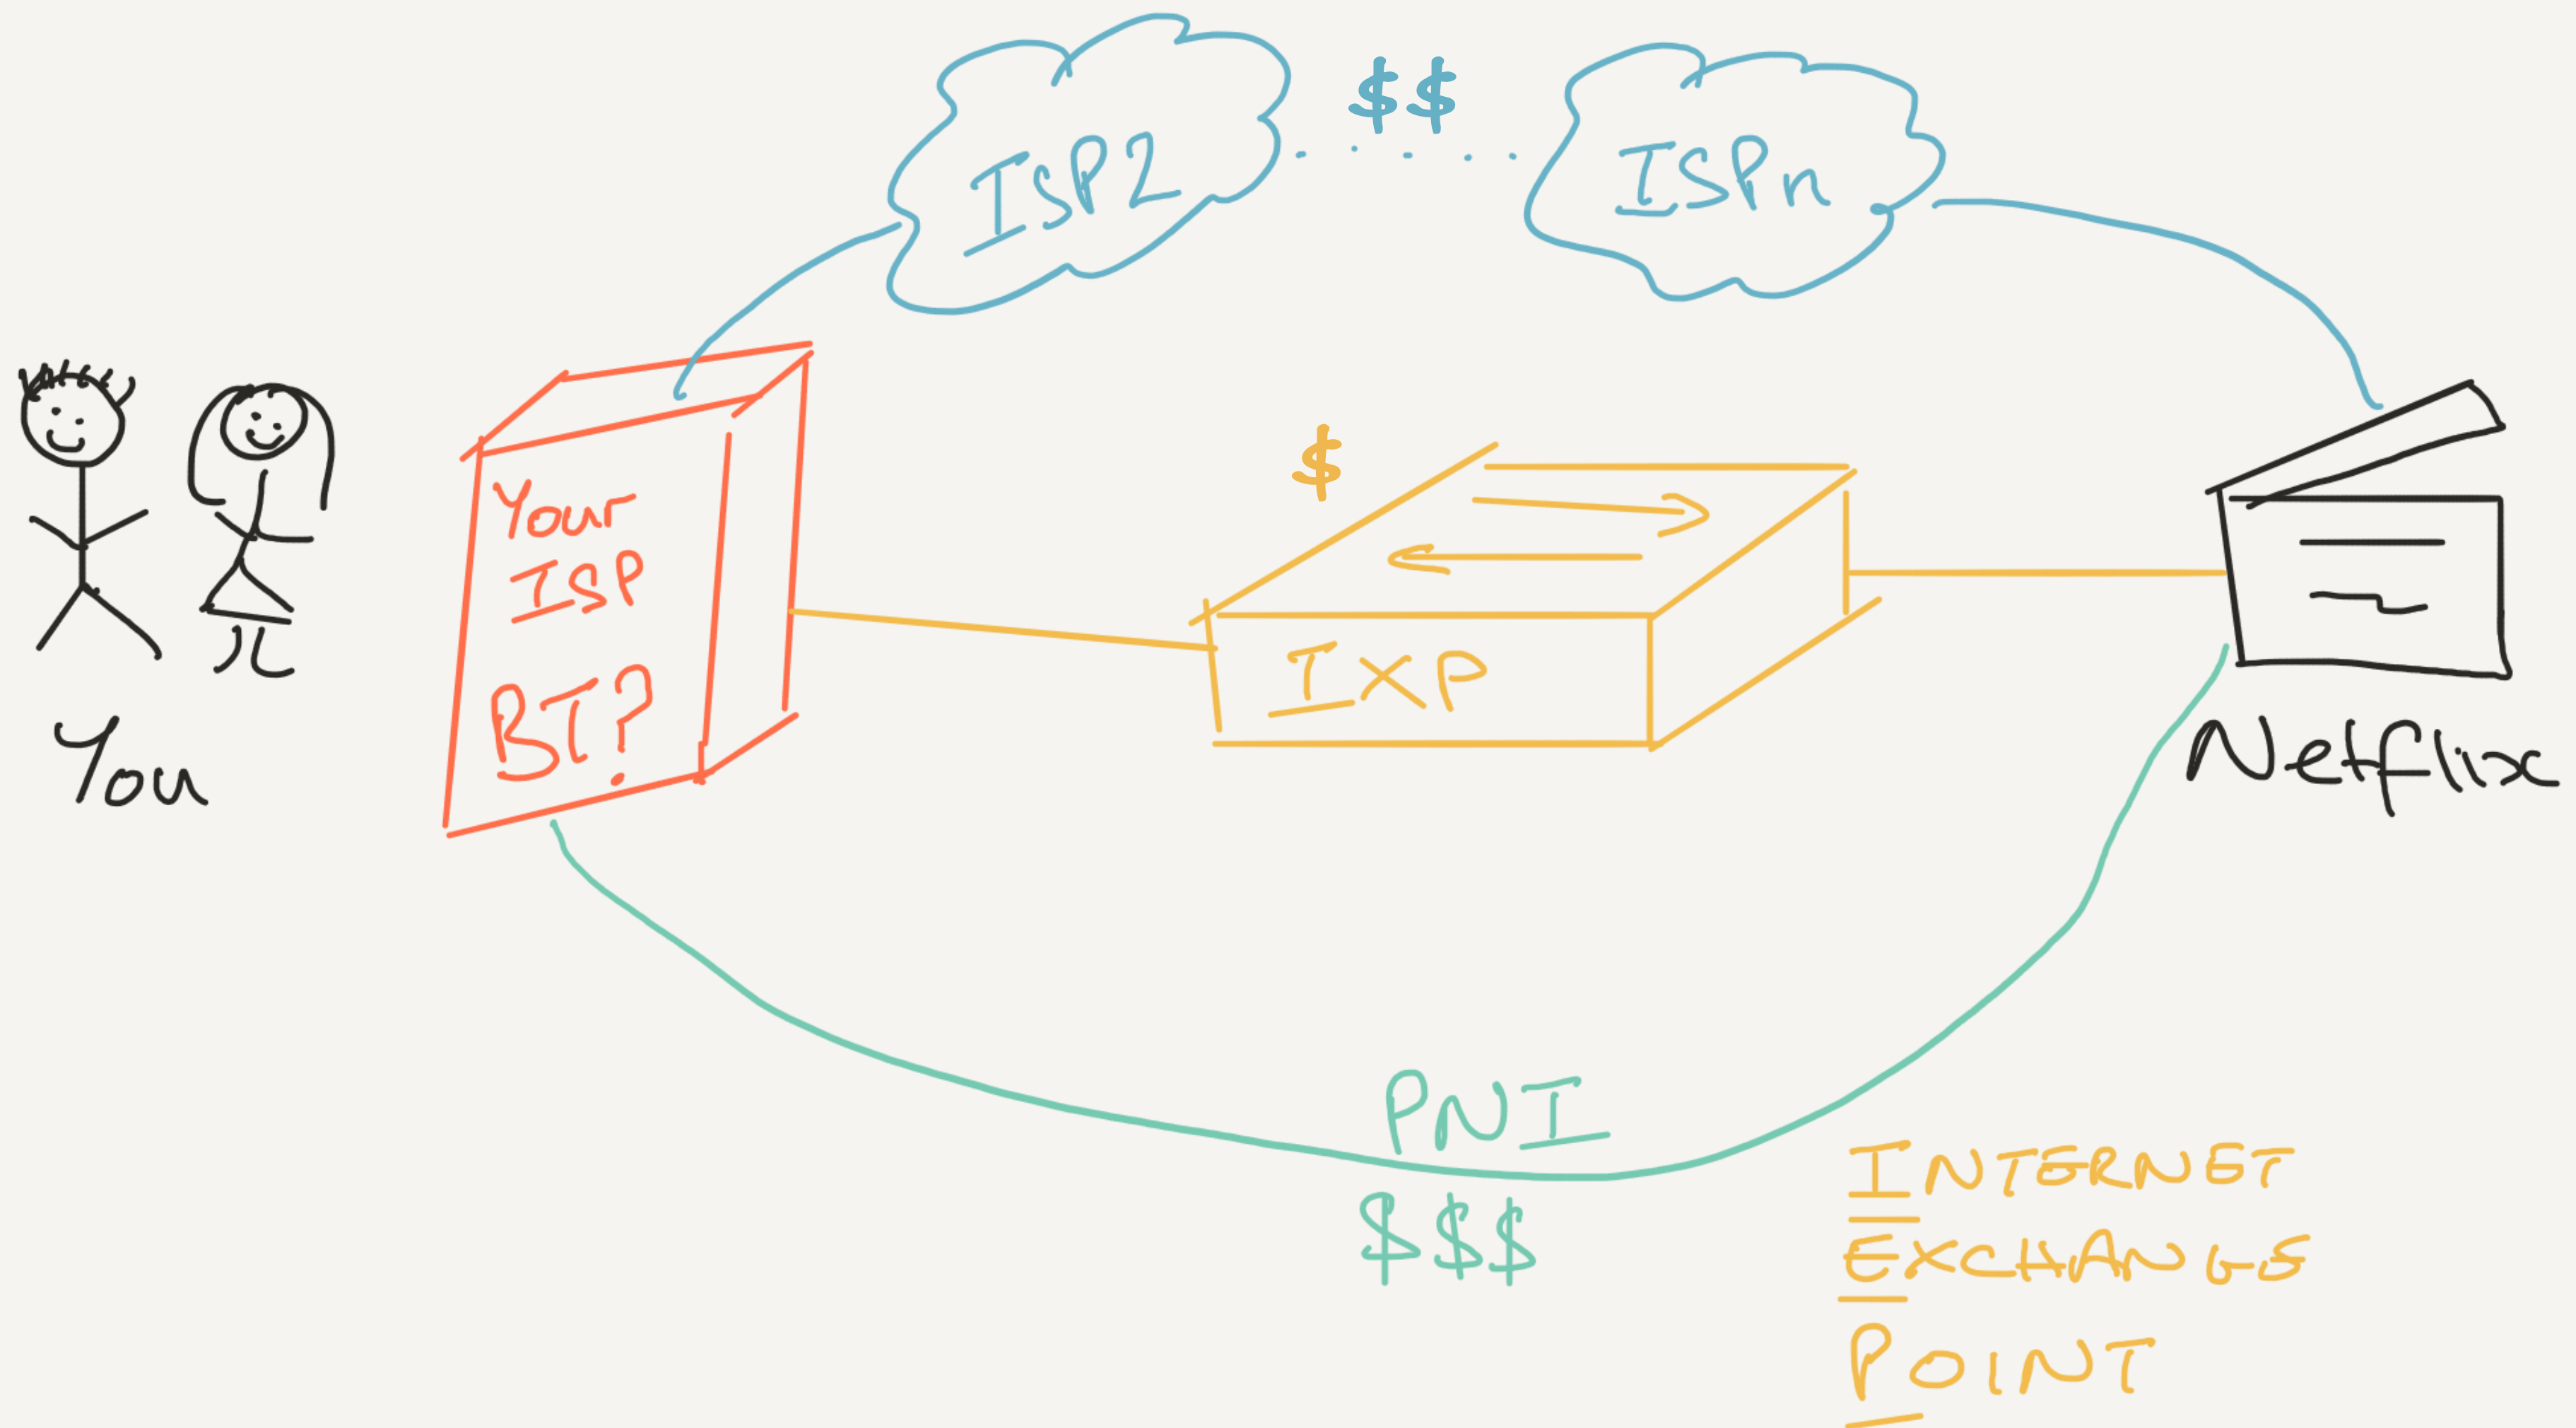 $$
ISP2
ISPn
$
Your
ISP
BT?
IXP
You
Netflix
PNI
$$$
INTERNET
EXCHANGE
POINT